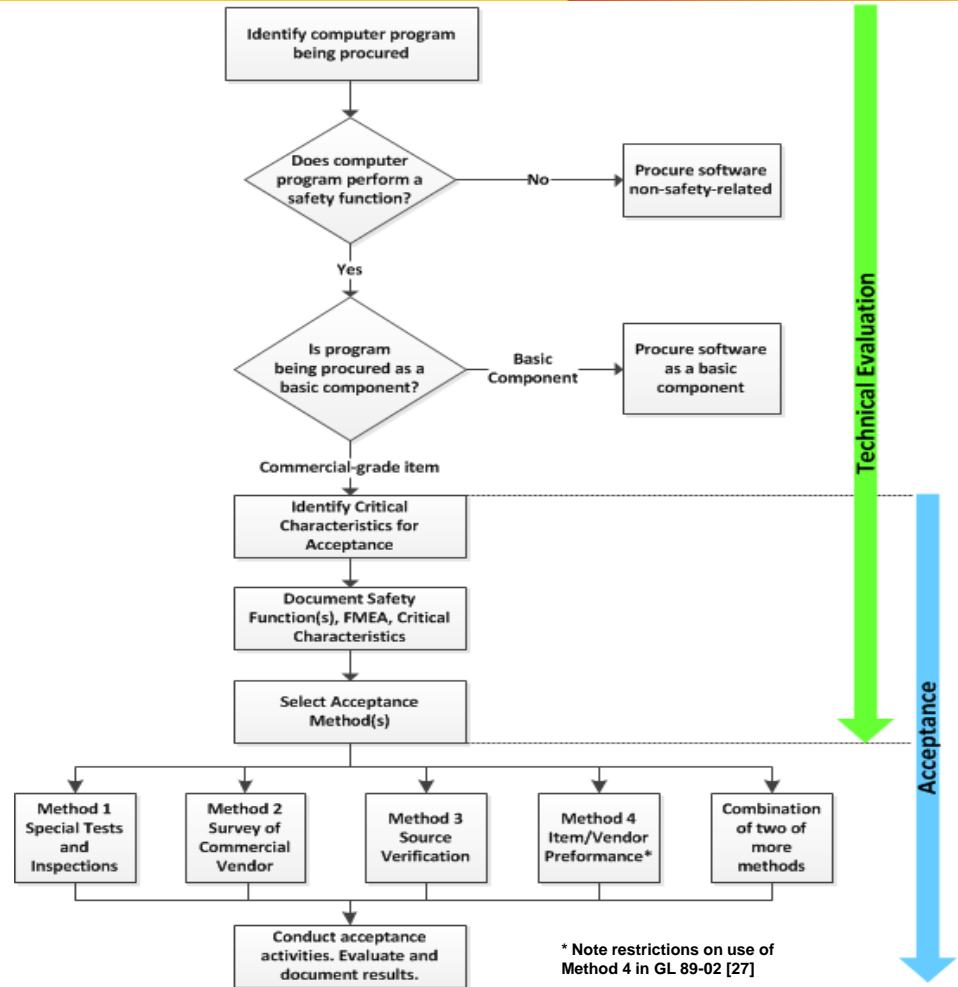 Identify computer program
being procured
Does computer
program perform a
safety function?
No
Procure software
non-safety-related
Yes
Is program
being procured as a
basic component?
Basic
Component
Procure software
as a basic
component
Commercial-grade item
Identify Critical
Characteristics for
Acceptance
Document Safety
Function(s), FMEA, Critical
Characteristics
Select Acceptance
Method(s)
Method 1
Special Tests
and
Inspections
Method 2
Survey of
Commercial
Vendor
Method 3
Source
Verification
Method 4
Item/Vendor
Preformance*
Combination
of two of
more
methods
Conduct acceptance
activities. Evaluate and
document results.
* Note restrictions on use of
Method 4 in GL 89-02 [27]
Technical Evaluation
Acceptance